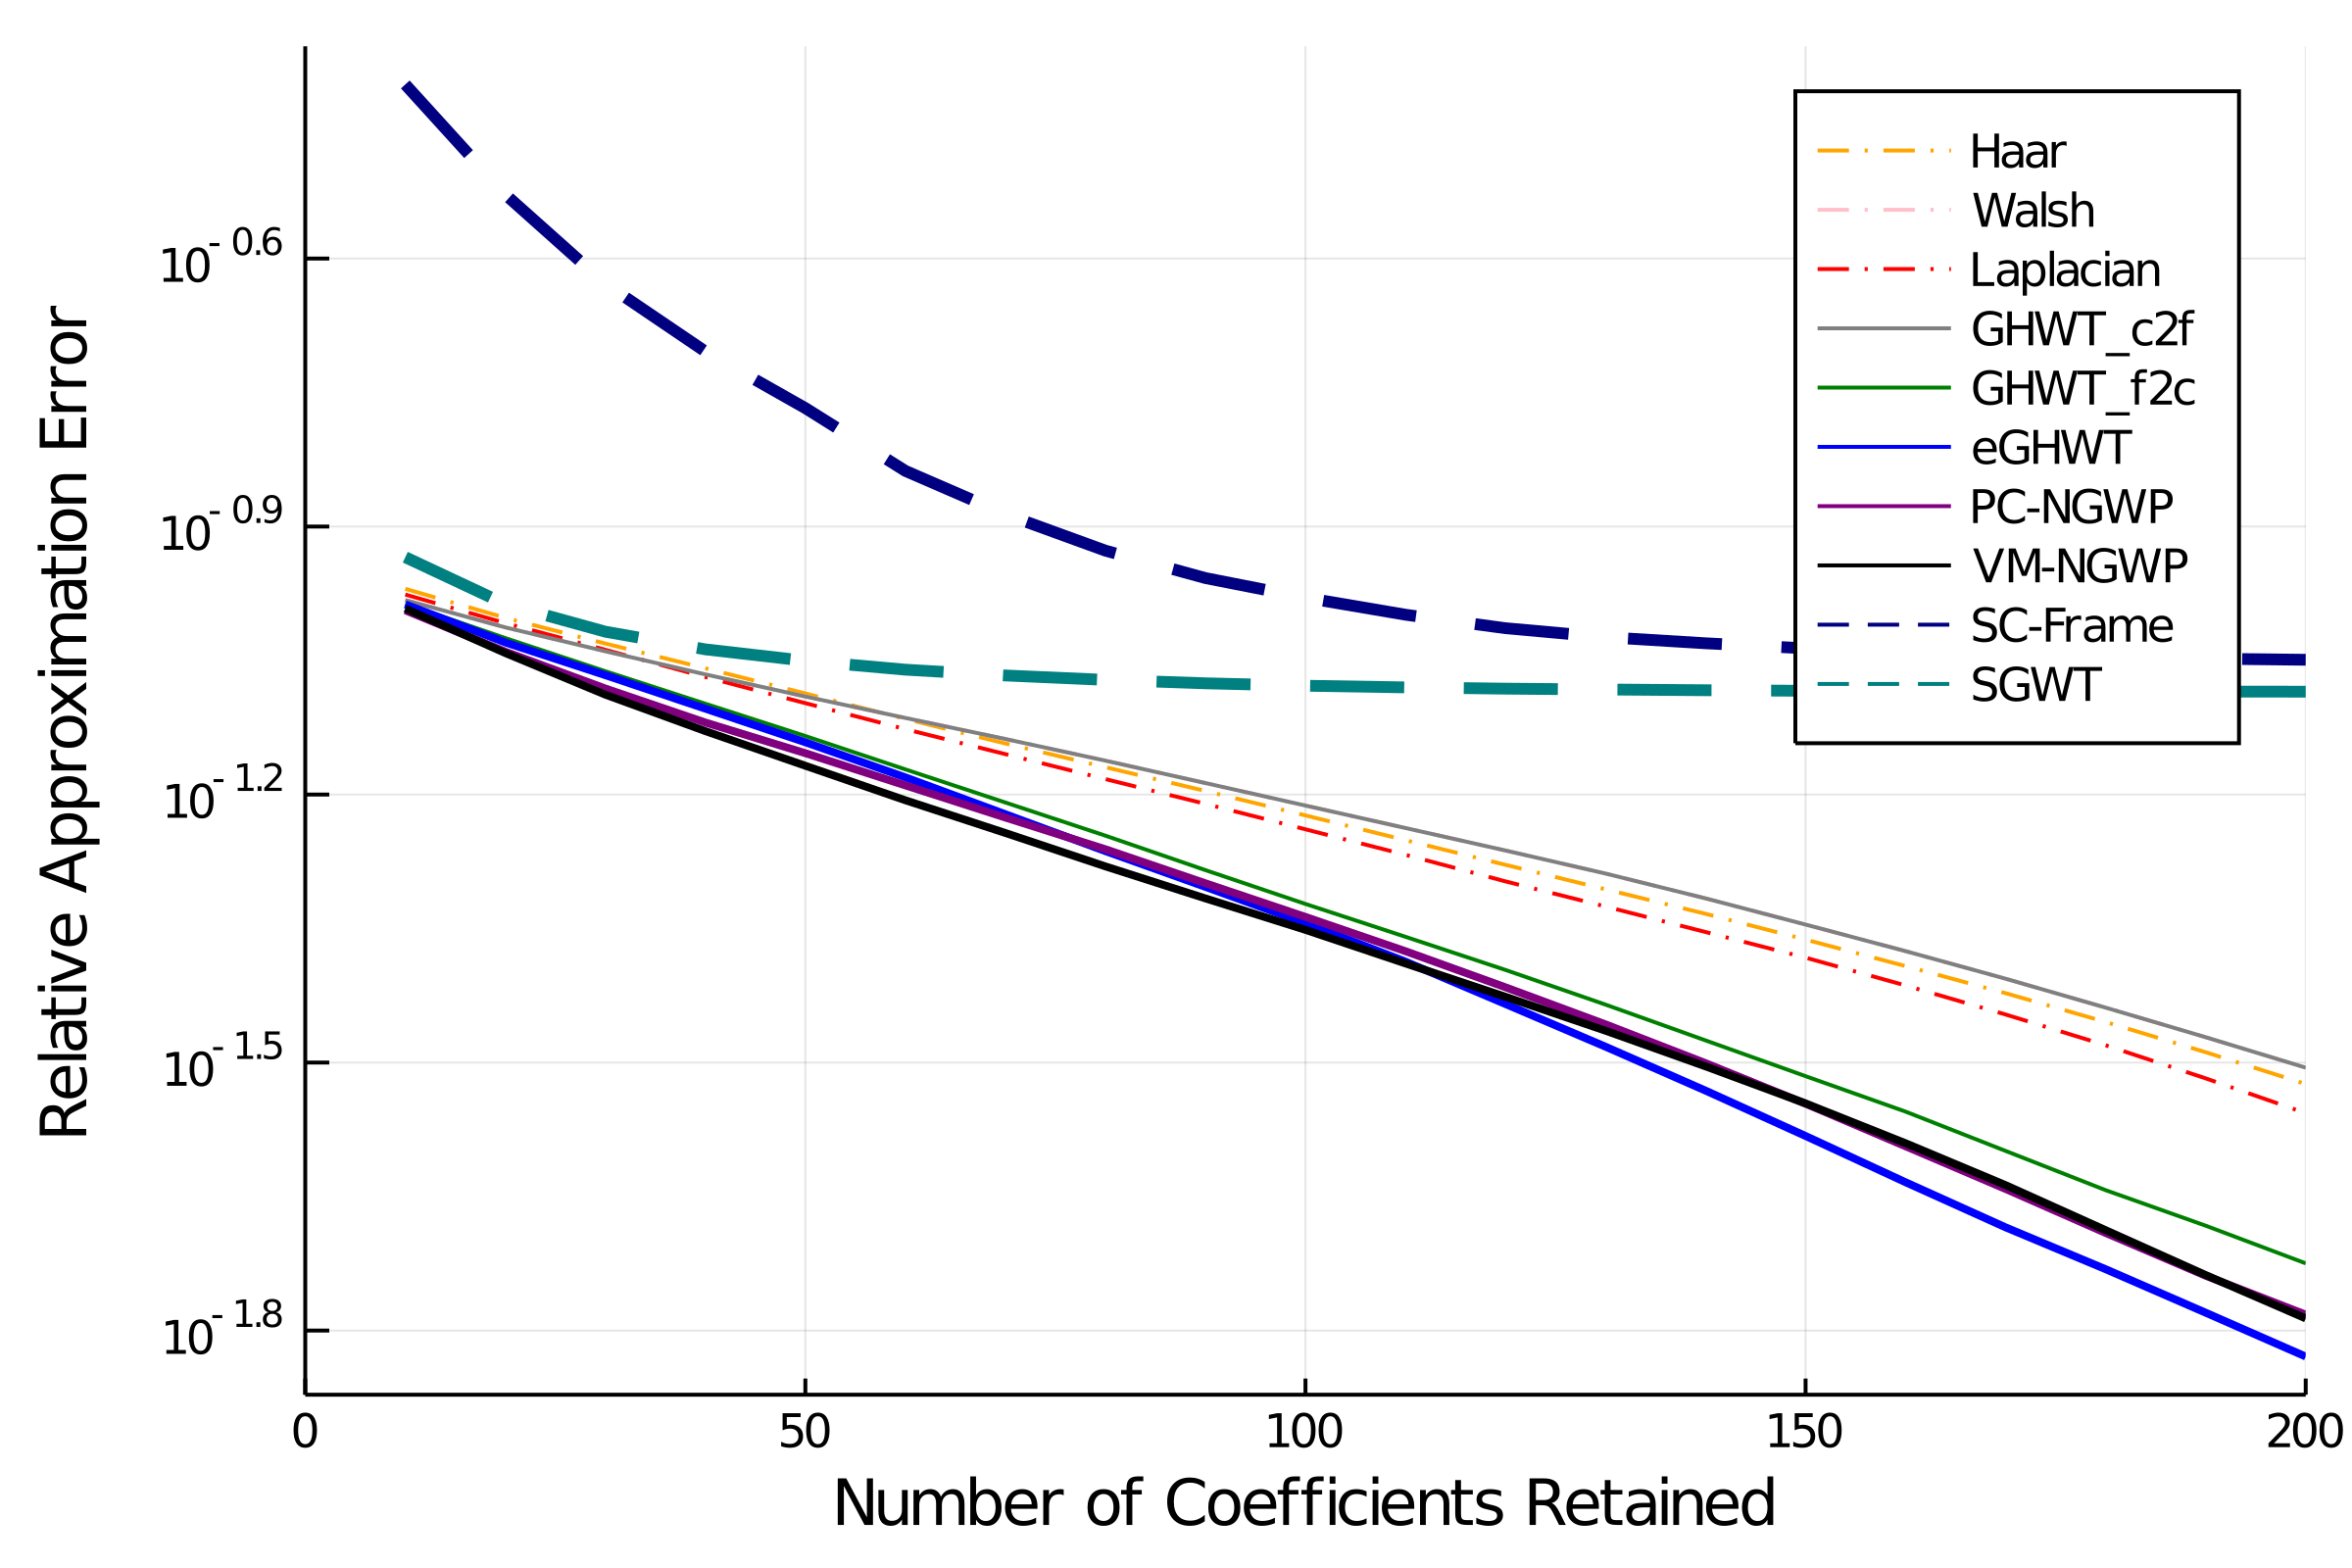 Relative Approximation Error
10^-0.6
10^-0.9
10^-1.2
10^-1.5
10^-1.8
Haar
Walsh
Laplacian
GHWT_c2f
GHWT_f2c
eGHWT
PC-NGWP
VM-NGWP
SC-Frame
SGWT
0 50 100 150 200
Number of Coefficients Retained